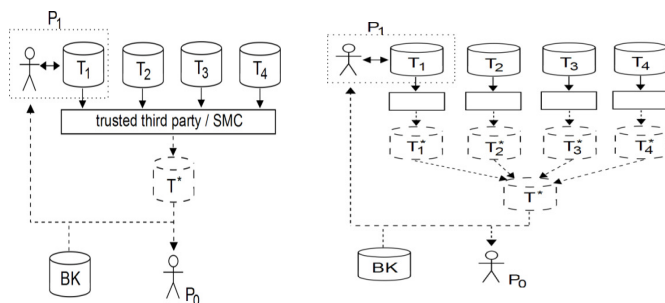 P₁
T₁ T₂ T₃ T₄
trusted third party / SMC
T*
BK
P₀
P₁
T₁ T₂ T₃ T₄
T₁* T₂* T₃* T₄*
T*
BK
P₀